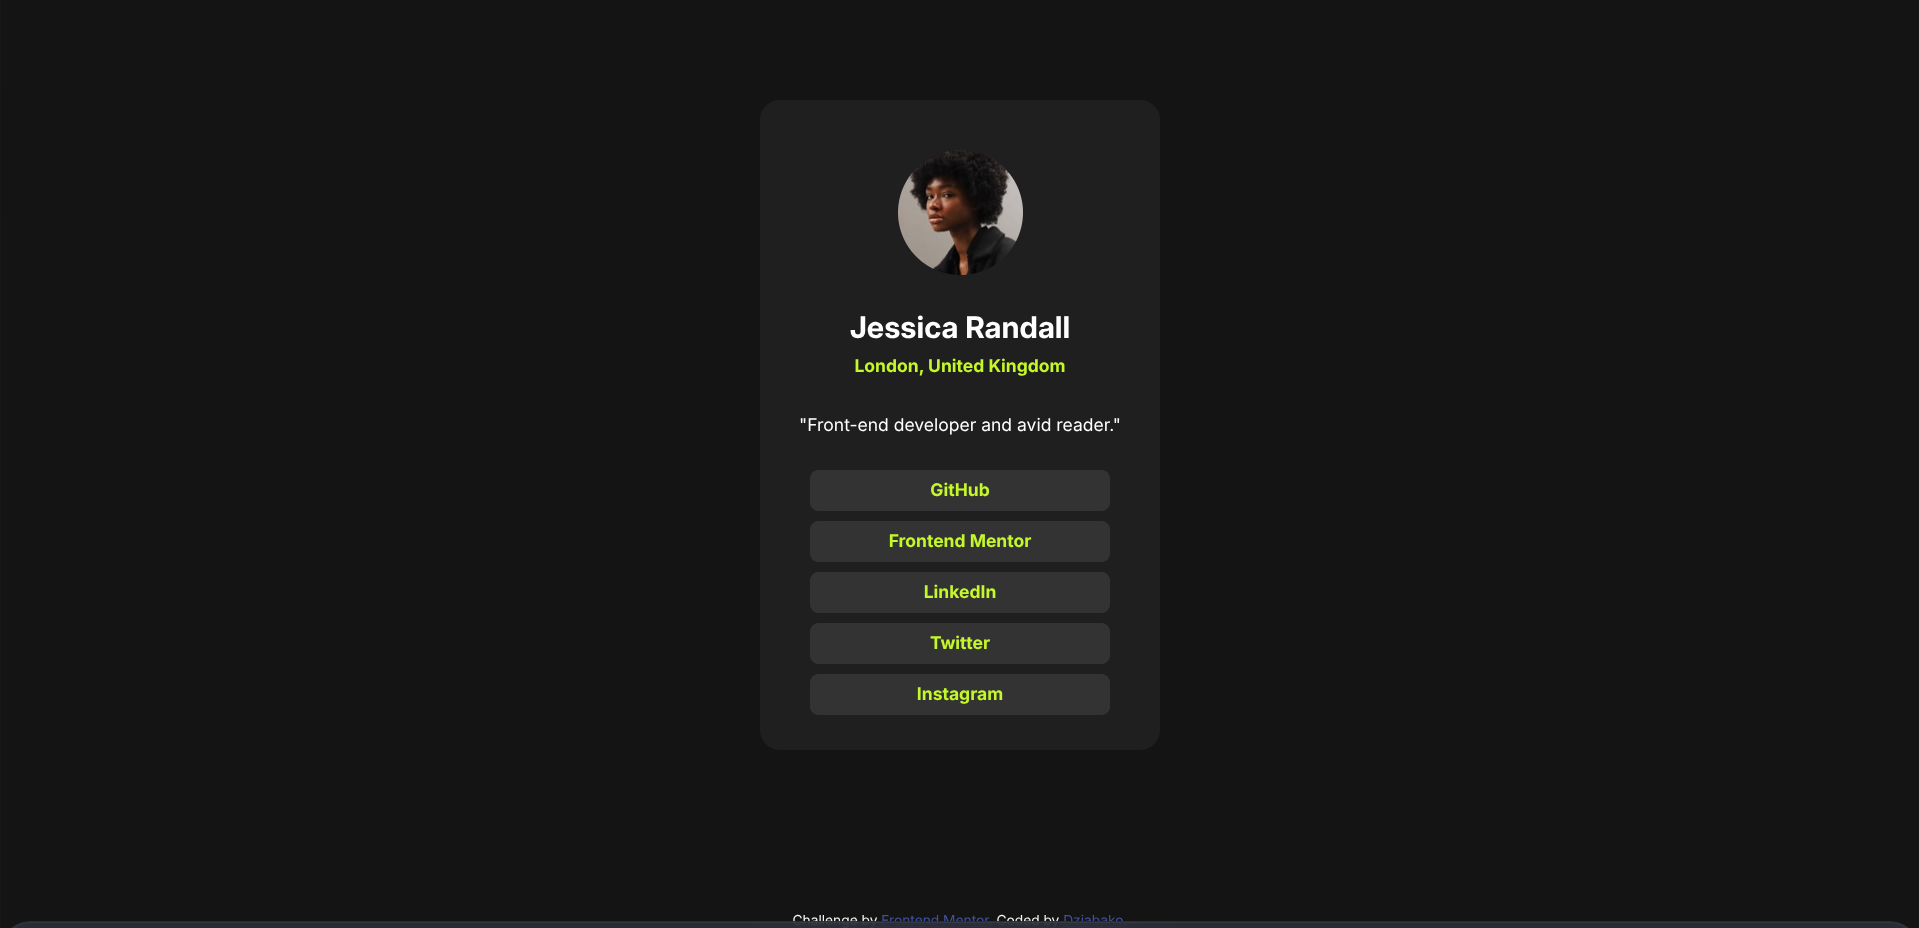 Jessica Randall
London, United Kingdom
"Front-end developer and avid reader."
GitHub
Frontend Mentor
LinkedIn
Twitter
Instagram
Challenge by Frontend Mentor. Coded by Dziabako.